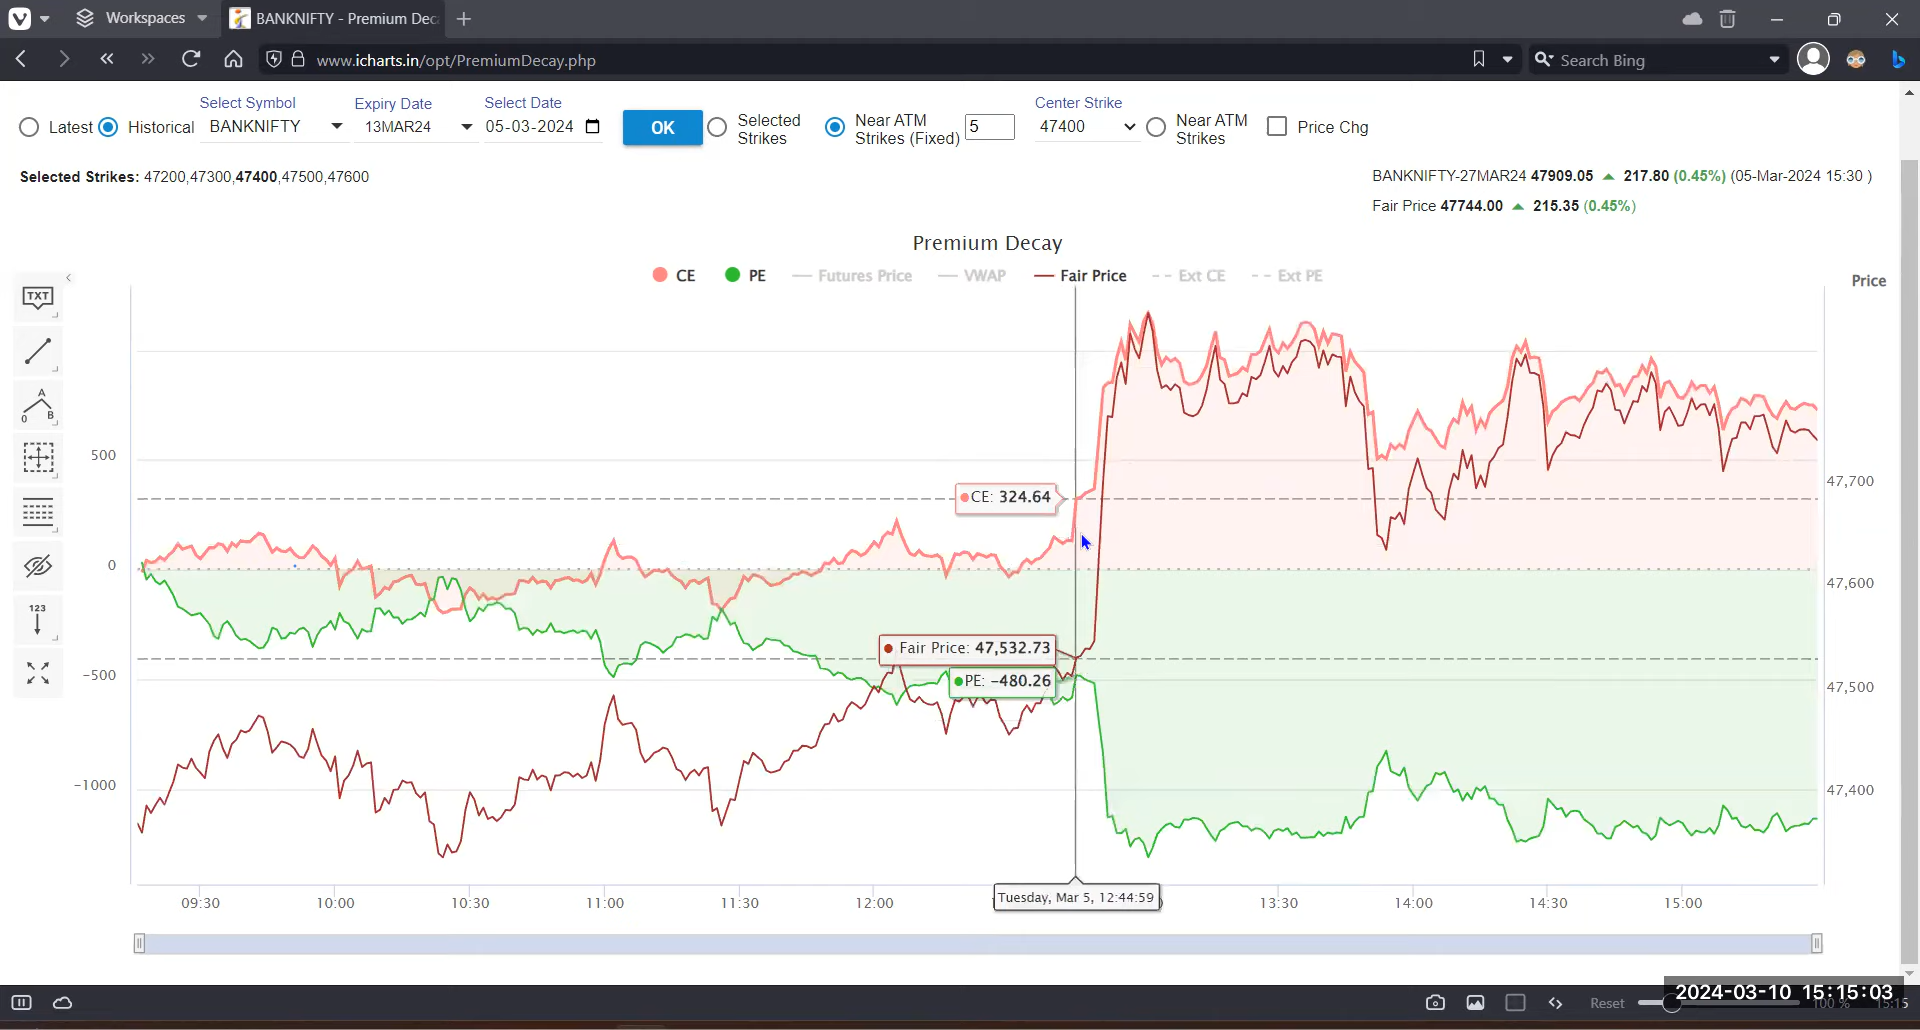 Workspaces
BANKNIFTY - Premium Dec
www.icharts.in/opt/PremiumDecay.php
Search Bing
Select Symbol Expiry Date Select Date Center Strike
Latest Historical BANKNIFTY 13MAR24 05-03-2024 OK Selected Strikes Near ATM Strikes (Fixed) 5 47400 Near ATM Strikes Price Chg
Selected Strikes: 47200,47300,47400,47500,47600
BANKNIFTY-27MAR24 47909.05 ▲ 217.80 (0.45%) (05-Mar-2024 15:30 )
Fair Price 47744.00 ▲ 215.35 (0.45%)
Premium Decay
CE PE Futures Price VWAP Fair Price Ext CE Ext PE
Price
TXT
A
0 B
123
500
0
-500
-1000
CE: 324.64
Fair Price: 47,532.73
PE: -480.26
47,700
47,600
47,500
47,400
Tuesday, Mar 5, 12:44:59
09:30 10:00 10:30 11:00 11:30 12:00 13:30 14:00 14:30 15:00
Reset 100 % 15:15
2024-03-10 15:15:03